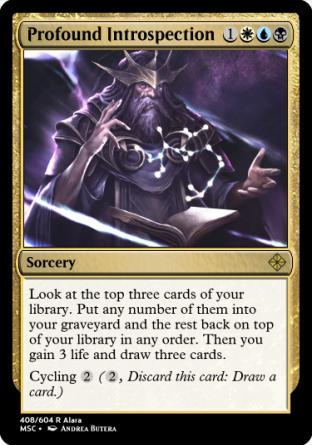 Profound Introspection 1
Sorcery
Look at the top three cards of your
library. Put any number of them into
your graveyard and the rest back on top
of your library in any order. Then you
gain 3 life and draw three cards.
Cycling 2 ( 2, Discard this card: Draw a
card.)
408/604 R Alara
MSC • Andrea Butera